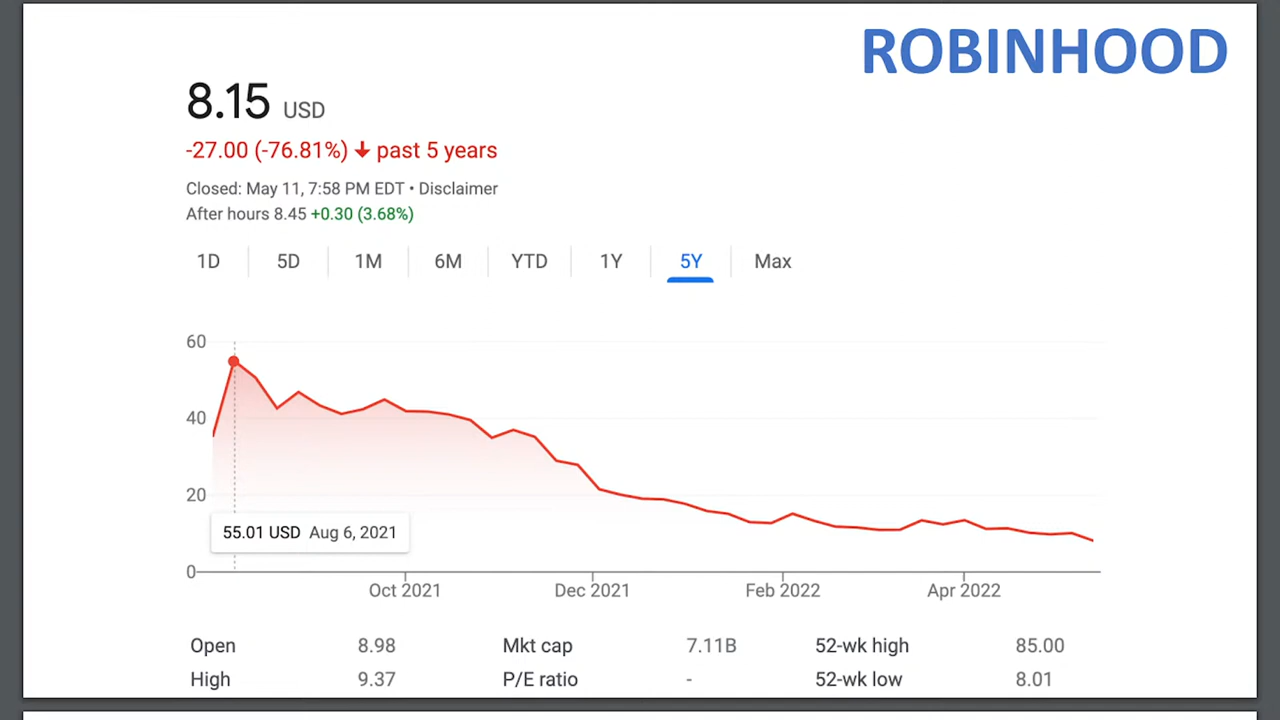 ROBINHOOD
8.15 USD
-27.00 (-76.81%) ↓ past 5 years
Closed: May 11, 7:58 PM EDT • Disclaimer
After hours 8.45 +0.30 (3.68%)
1D 5D 1M 6M YTD 1Y 5Y Max
60
40
20
55.01 USD Aug 6, 2021
0
Oct 2021 Dec 2021 Feb 2022 Apr 2022
Open 8.98 Mkt cap 7.11B 52-wk high 85.00
High 9.37 P/E ratio - 52-wk low 8.01